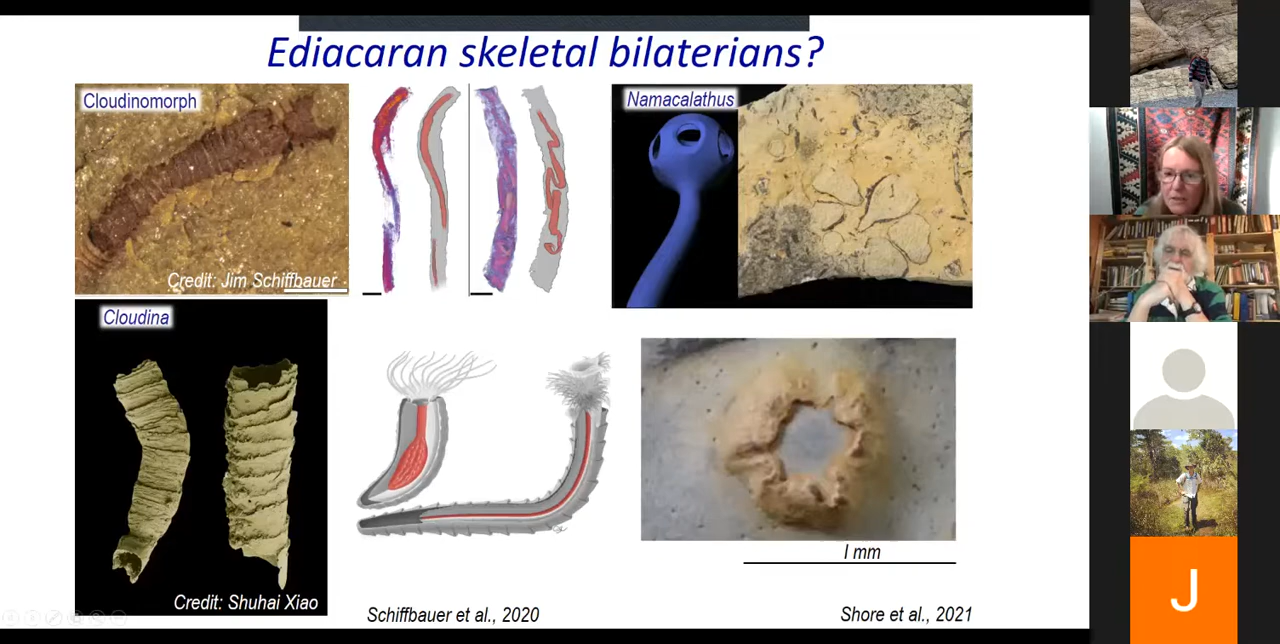 Ediacaran skeletal bilaterians?
Cloudinomorph
Credit: Jim Schiffbauer
Namacalathus
Cloudina
Credit: Shuhai Xiao
Schiffbauer et al., 2020
1 mm
Shore et al., 2021
J